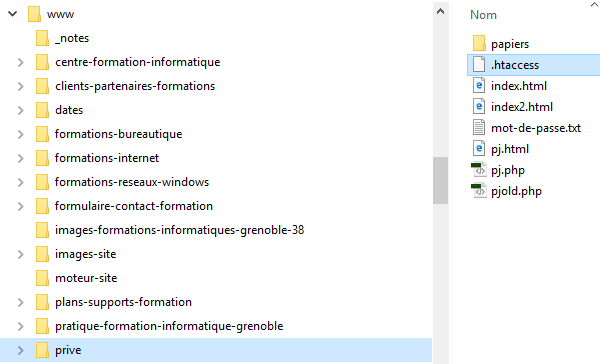 www
_notes
centre-formation-informatique
clients-partenaires-formations
dates
formations-bureautique
formations-internet
formations-reseaux-windows
formulaire-contact-formation
images-formations-informatiques-grenoble-38
images-site
moteur-site
plans-supports-formation
pratique-formation-informatique-grenoble
prive
Nom
papiers
.htaccess
index.html
index2.html
mot-de-passe.txt
pj.html
pj.php
pjold.php